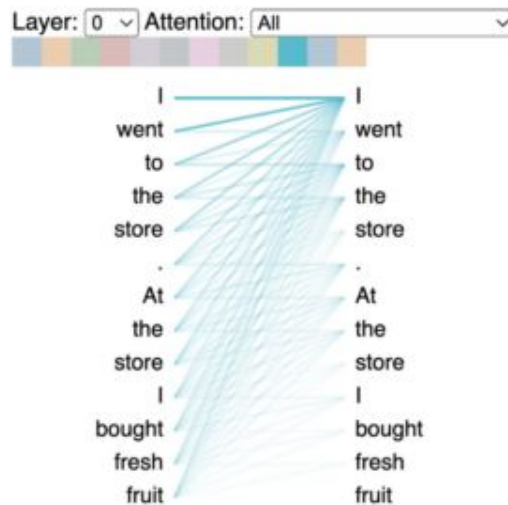 Layer: 0 Attention: All
I I
went went
to to
the the
store store
. .
At At
the the
store store
I I
bought bought
fresh fresh
fruit fruit